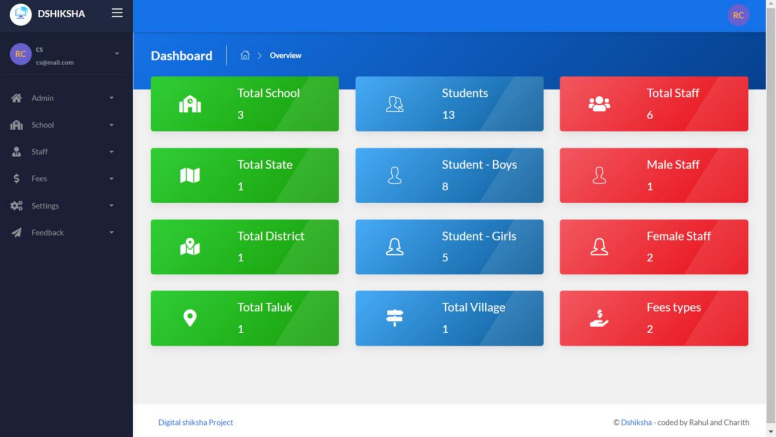 DSHIKSHA
RC
RC
CS
cs@mail.com
Admin
School
Staff
Fees
Settings
Feedback
Dashboard > Overview
Total School
3
Students
13
Total Staff
6
Total State
1
Student - Boys
8
Male Staff
1
Total District
1
Student - Girls
5
Female Staff
2
Total Taluk
1
Total Village
1
Fees types
2
Digital shiksha Project
© Dshiksha - coded by Rahul and Charith